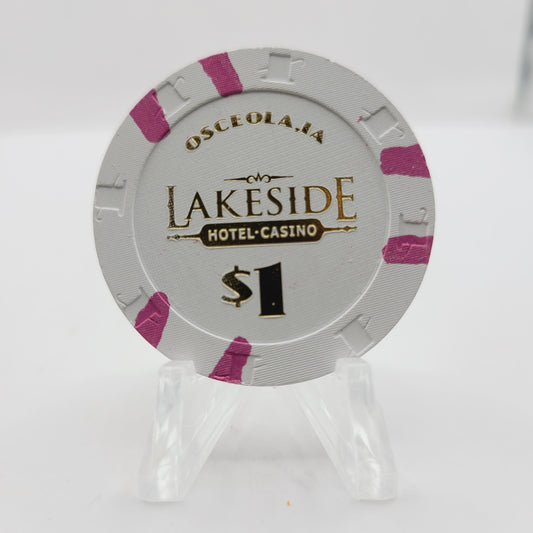 OSCEOLA, IA
LAKESIDE
HOTEL·CASINO
$1